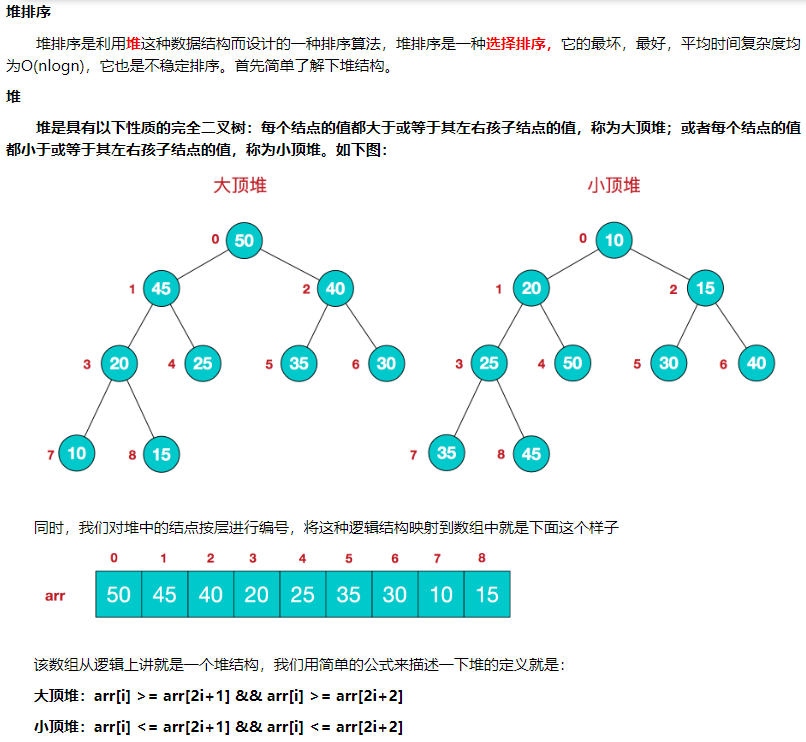 堆排序
堆排序是利用堆这种数据结构而设计的一种排序算法，堆排序是一种选择排序，它的最坏，最好，平均时间复杂度均
为O(nlogn)，它也是不稳定排序。首先简单了解下堆结构。
堆
堆是具有以下性质的完全二叉树：每个结点的值都大于或等于其左右孩子结点的值，称为大顶堆；或者每个结点的值
都小于或等于其左右孩子结点的值，称为小顶堆。如下图：
大顶堆 小顶堆
0 50 0 10
1 45 2 40 1 20 2 15
3 20 4 25 5 35 6 30 3 25 4 50 5 30 6 40
7 10 8 15 7 35 8 45
同时，我们对堆中的结点按层进行编号，将这种逻辑结构映射到数组中就是下面这个样子
0 1 2 3 4 5 6 7 8
arr 50 45 40 20 25 35 30 10 15
该数组从逻辑上讲就是一个堆结构，我们用简单的公式来描述一下堆的定义就是：
大顶堆：arr[i] >= arr[2i+1] && arr[i] >= arr[2i+2]
小顶堆：arr[i] <= arr[2i+1] && arr[i] <= arr[2i+2]